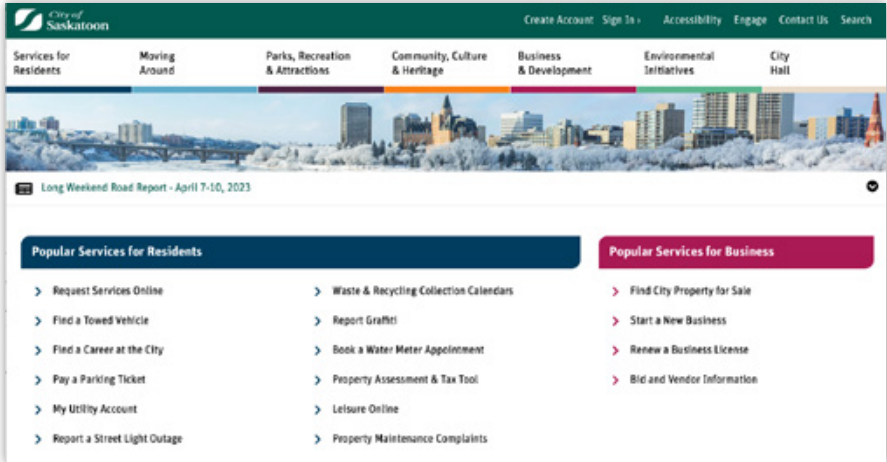 City of
Saskatoon
Create Account Sign In › Accessibility Engage Contact Us Search
Services for
Residents
Moving
Around
Parks, Recreation
& Attractions
Community, Culture
& Heritage
Business
& Development
Environmental
Initiatives
City
Hall
Long Weekend Road Report - April 7-10, 2023
Popular Services for Residents
Request Services Online
Find a Towed Vehicle
Find a Career at the City
Pay a Parking Ticket
My Utility Account
Report a Street Light Outage
Waste & Recycling Collection Calendars
Report Graffiti
Book a Water Meter Appointment
Property Assessment & Tax Tool
Leisure Online
Property Maintenance Complaints
Popular Services for Business
Find City Property for Sale
Start a New Business
Renew a Business License
Bid and Vendor Information